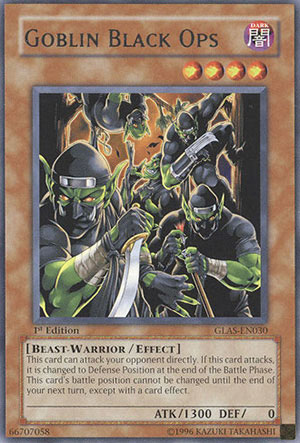 GOBLIN BLACK OPS
DARK
闇
1st Edition
GLAS-EN030
[BEAST-WARRIOR / EFFECT]
This card can attack your opponent directly. If this card attacks,
it is changed to Defense Position at the end of the Battle Phase.
This card's battle position cannot be changed until the end of
your next turn, except with a card effect.
ATK/1300 DEF/ 0
66707058
©1996 KAZUKI TAKAHASHI